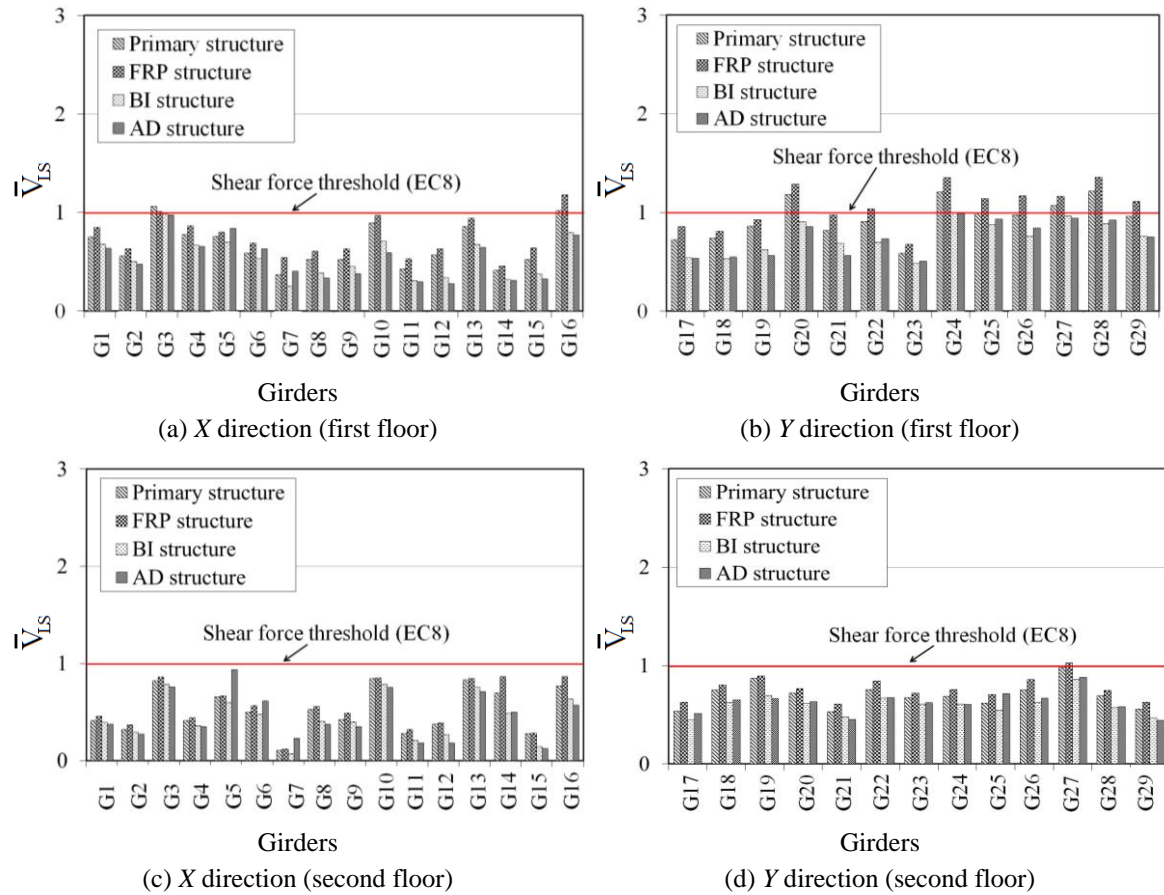 3
Primary structure
FRP structure
BI structure
AD structure
2
V̅LS
Shear force threshold (EC8)
1
0
G1 G2 G3 G4 G5 G6 G7 G8 G9 G10 G11 G12 G13 G14 G15 G16
Girders
(a) X direction (first floor)
3
Primary structure
FRP structure
BI structure
AD structure
2
V̅LS
Shear force threshold (EC8)
1
0
G17 G18 G19 G20 G21 G22 G23 G24 G25 G26 G27 G28 G29
Girders
(b) Y direction (first floor)
3
Primary structure
FRP structure
BI structure
AD structure
2
V̅LS
Shear force threshold (EC8)
1
0
G1 G2 G3 G4 G5 G6 G7 G8 G9 G10 G11 G12 G13 G14 G15 G16
Girders
(c) X direction (second floor)
3
Primary structure
FRP structure
BI structure
AD structure
2
V̅LS
Shear force threshold (EC8)
1
0
G17 G18 G19 G20 G21 G22 G23 G24 G25 G26 G27 G28 G29
Girders
(d) Y direction (second floor)